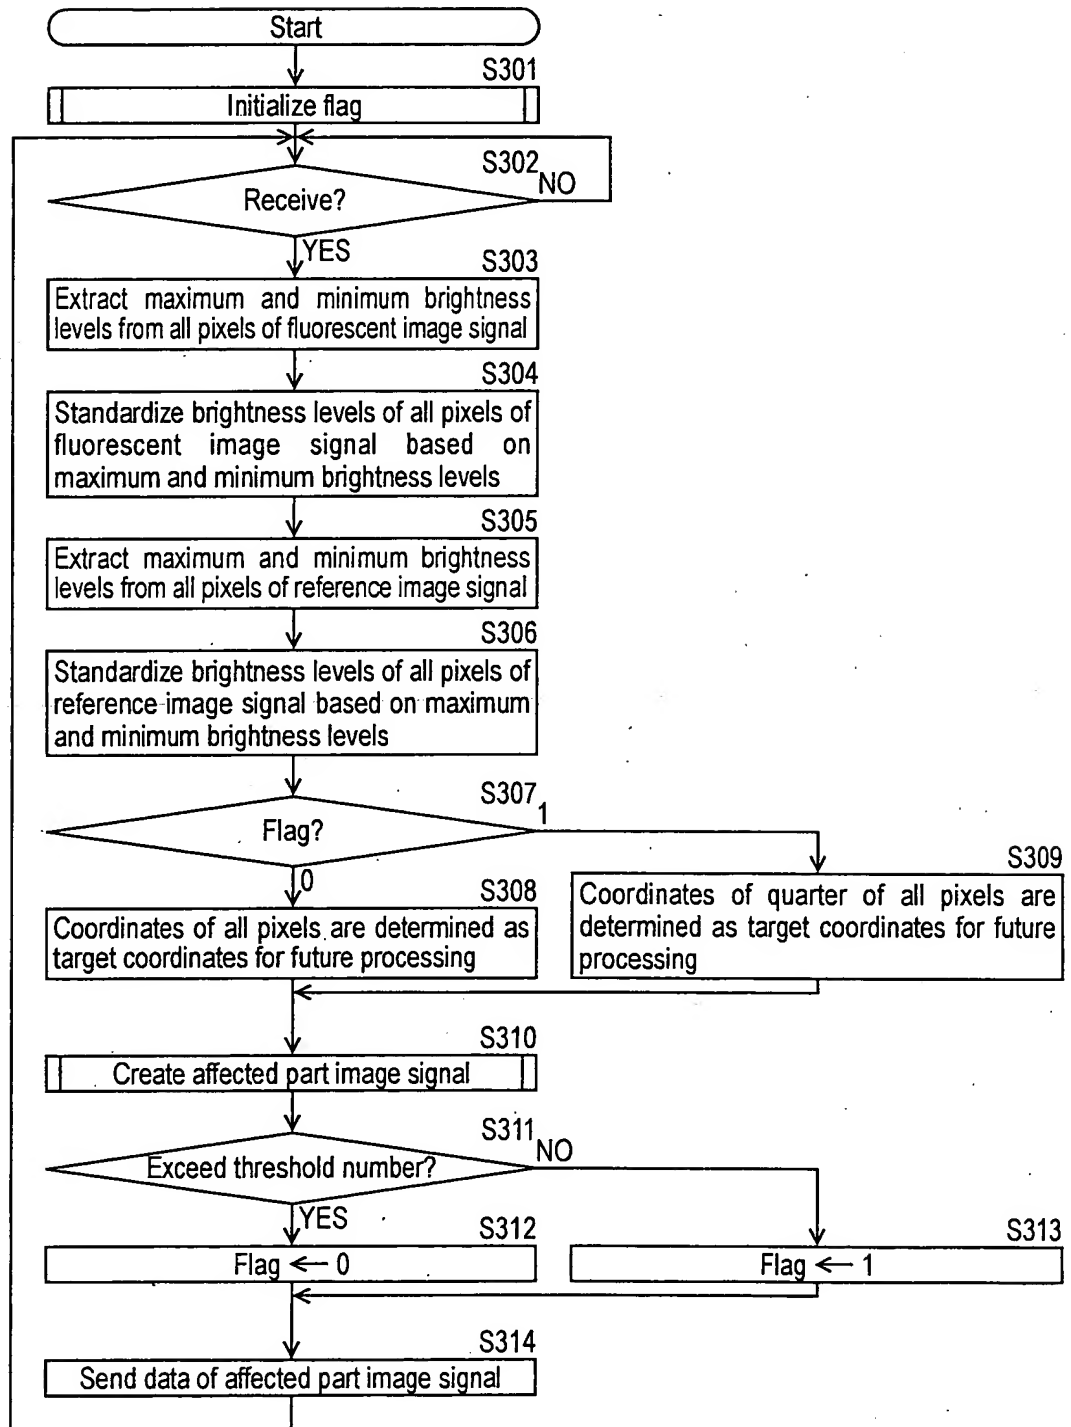 Start
S301
Initialize flag
S302
NO
Receive?
YES
S303
Extract maximum and minimum brightness
levels from all pixels of fluorescent image signal
S304
Standardize brightness levels of all pixels of
fluorescent image signal based on
maximum and minimum brightness levels
S305
Extract maximum and minimum brightness
levels from all pixels of reference image signal
S306
Standardize brightness levels of all pixels of
reference image signal based on maximum
and minimum brightness levels
S307
1
Flag?
0
S308
Coordinates of all pixels are determined as
target coordinates for future processing
S309
Coordinates of quarter of all pixels are
determined as target coordinates for future
processing
S310
Create affected part image signal
S311
NO
Exceed threshold number?
YES
S312
Flag ← 0
S313
Flag ← 1
S314
Send data of affected part image signal